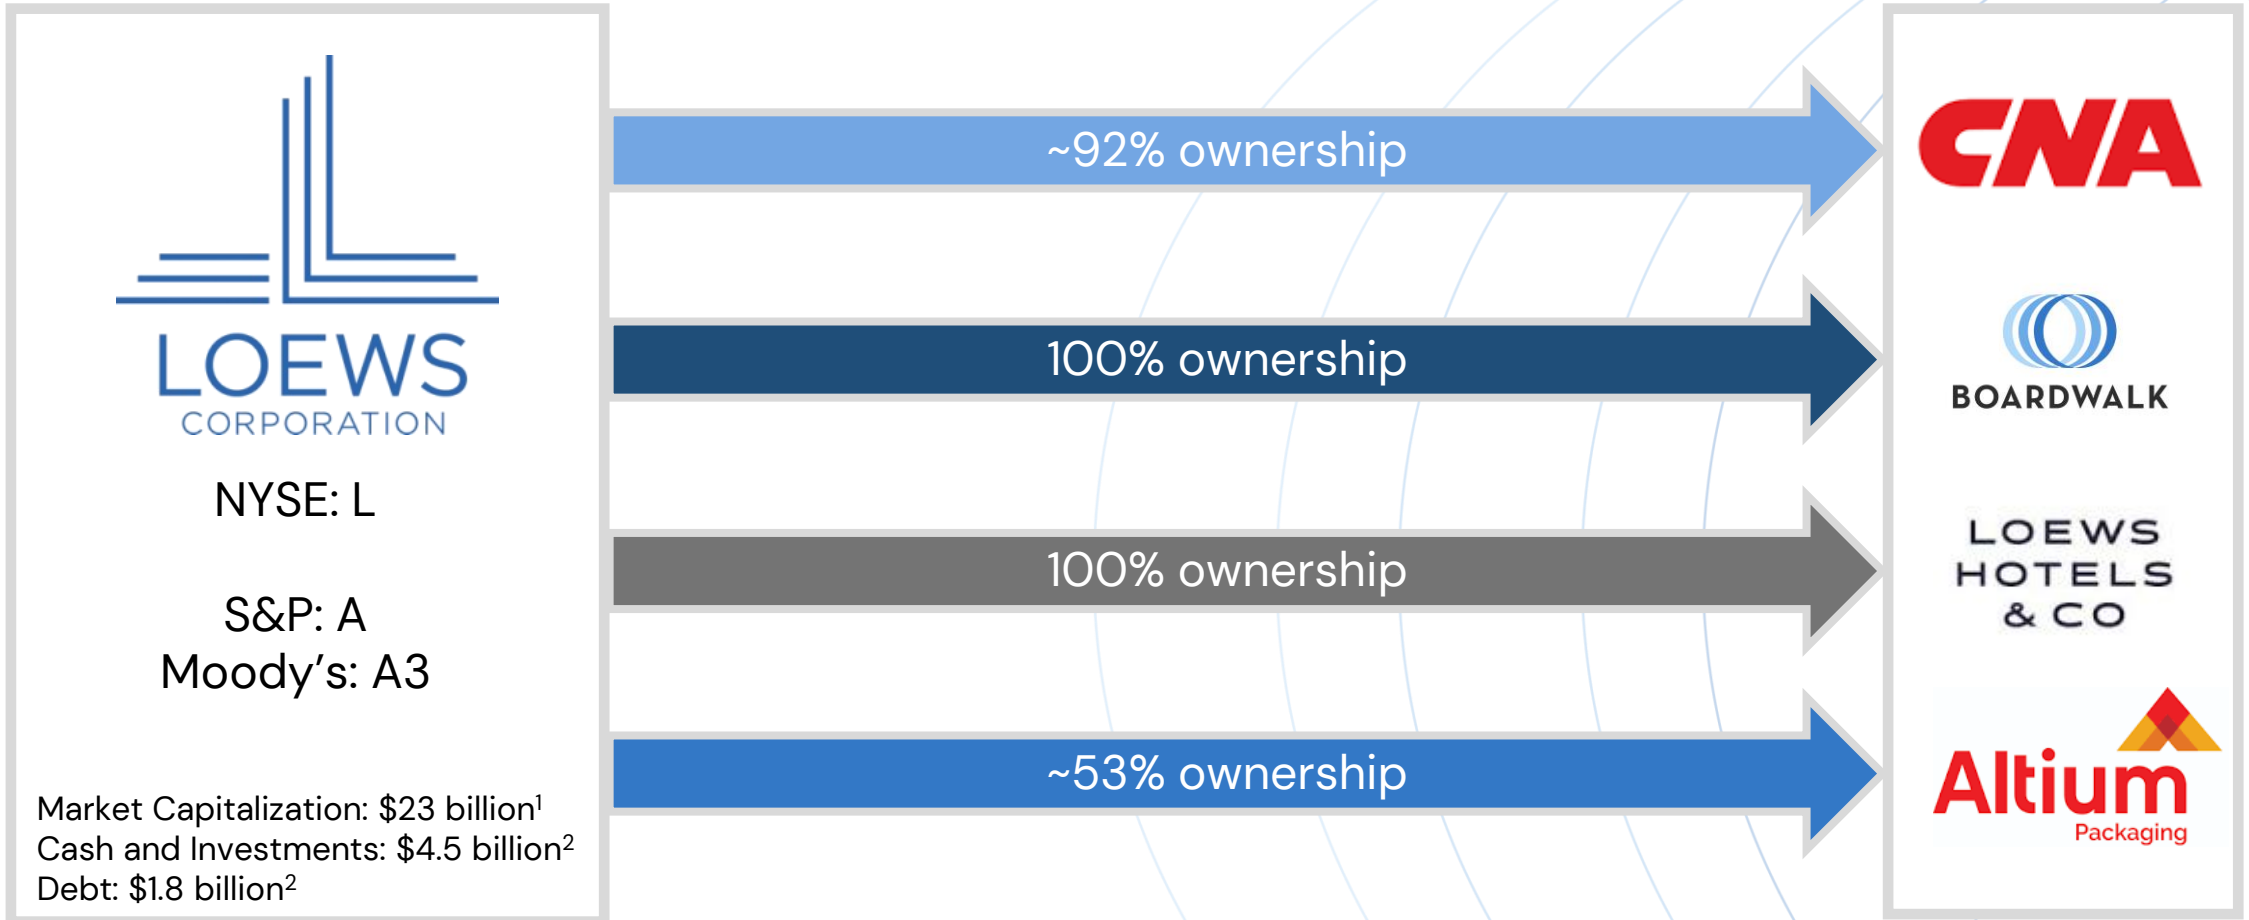 LOEWS
CORPORATION
NYSE: L
S&P: A
Moody’s: A3
Market Capitalization: $23 billion¹
Cash and Investments: $4.5 billion²
Debt: $1.8 billion²
~92% ownership
100% ownership
100% ownership
~53% ownership
CNA
BOARDWALK
LOEWS
HOTELS
& CO
Altium
Packaging